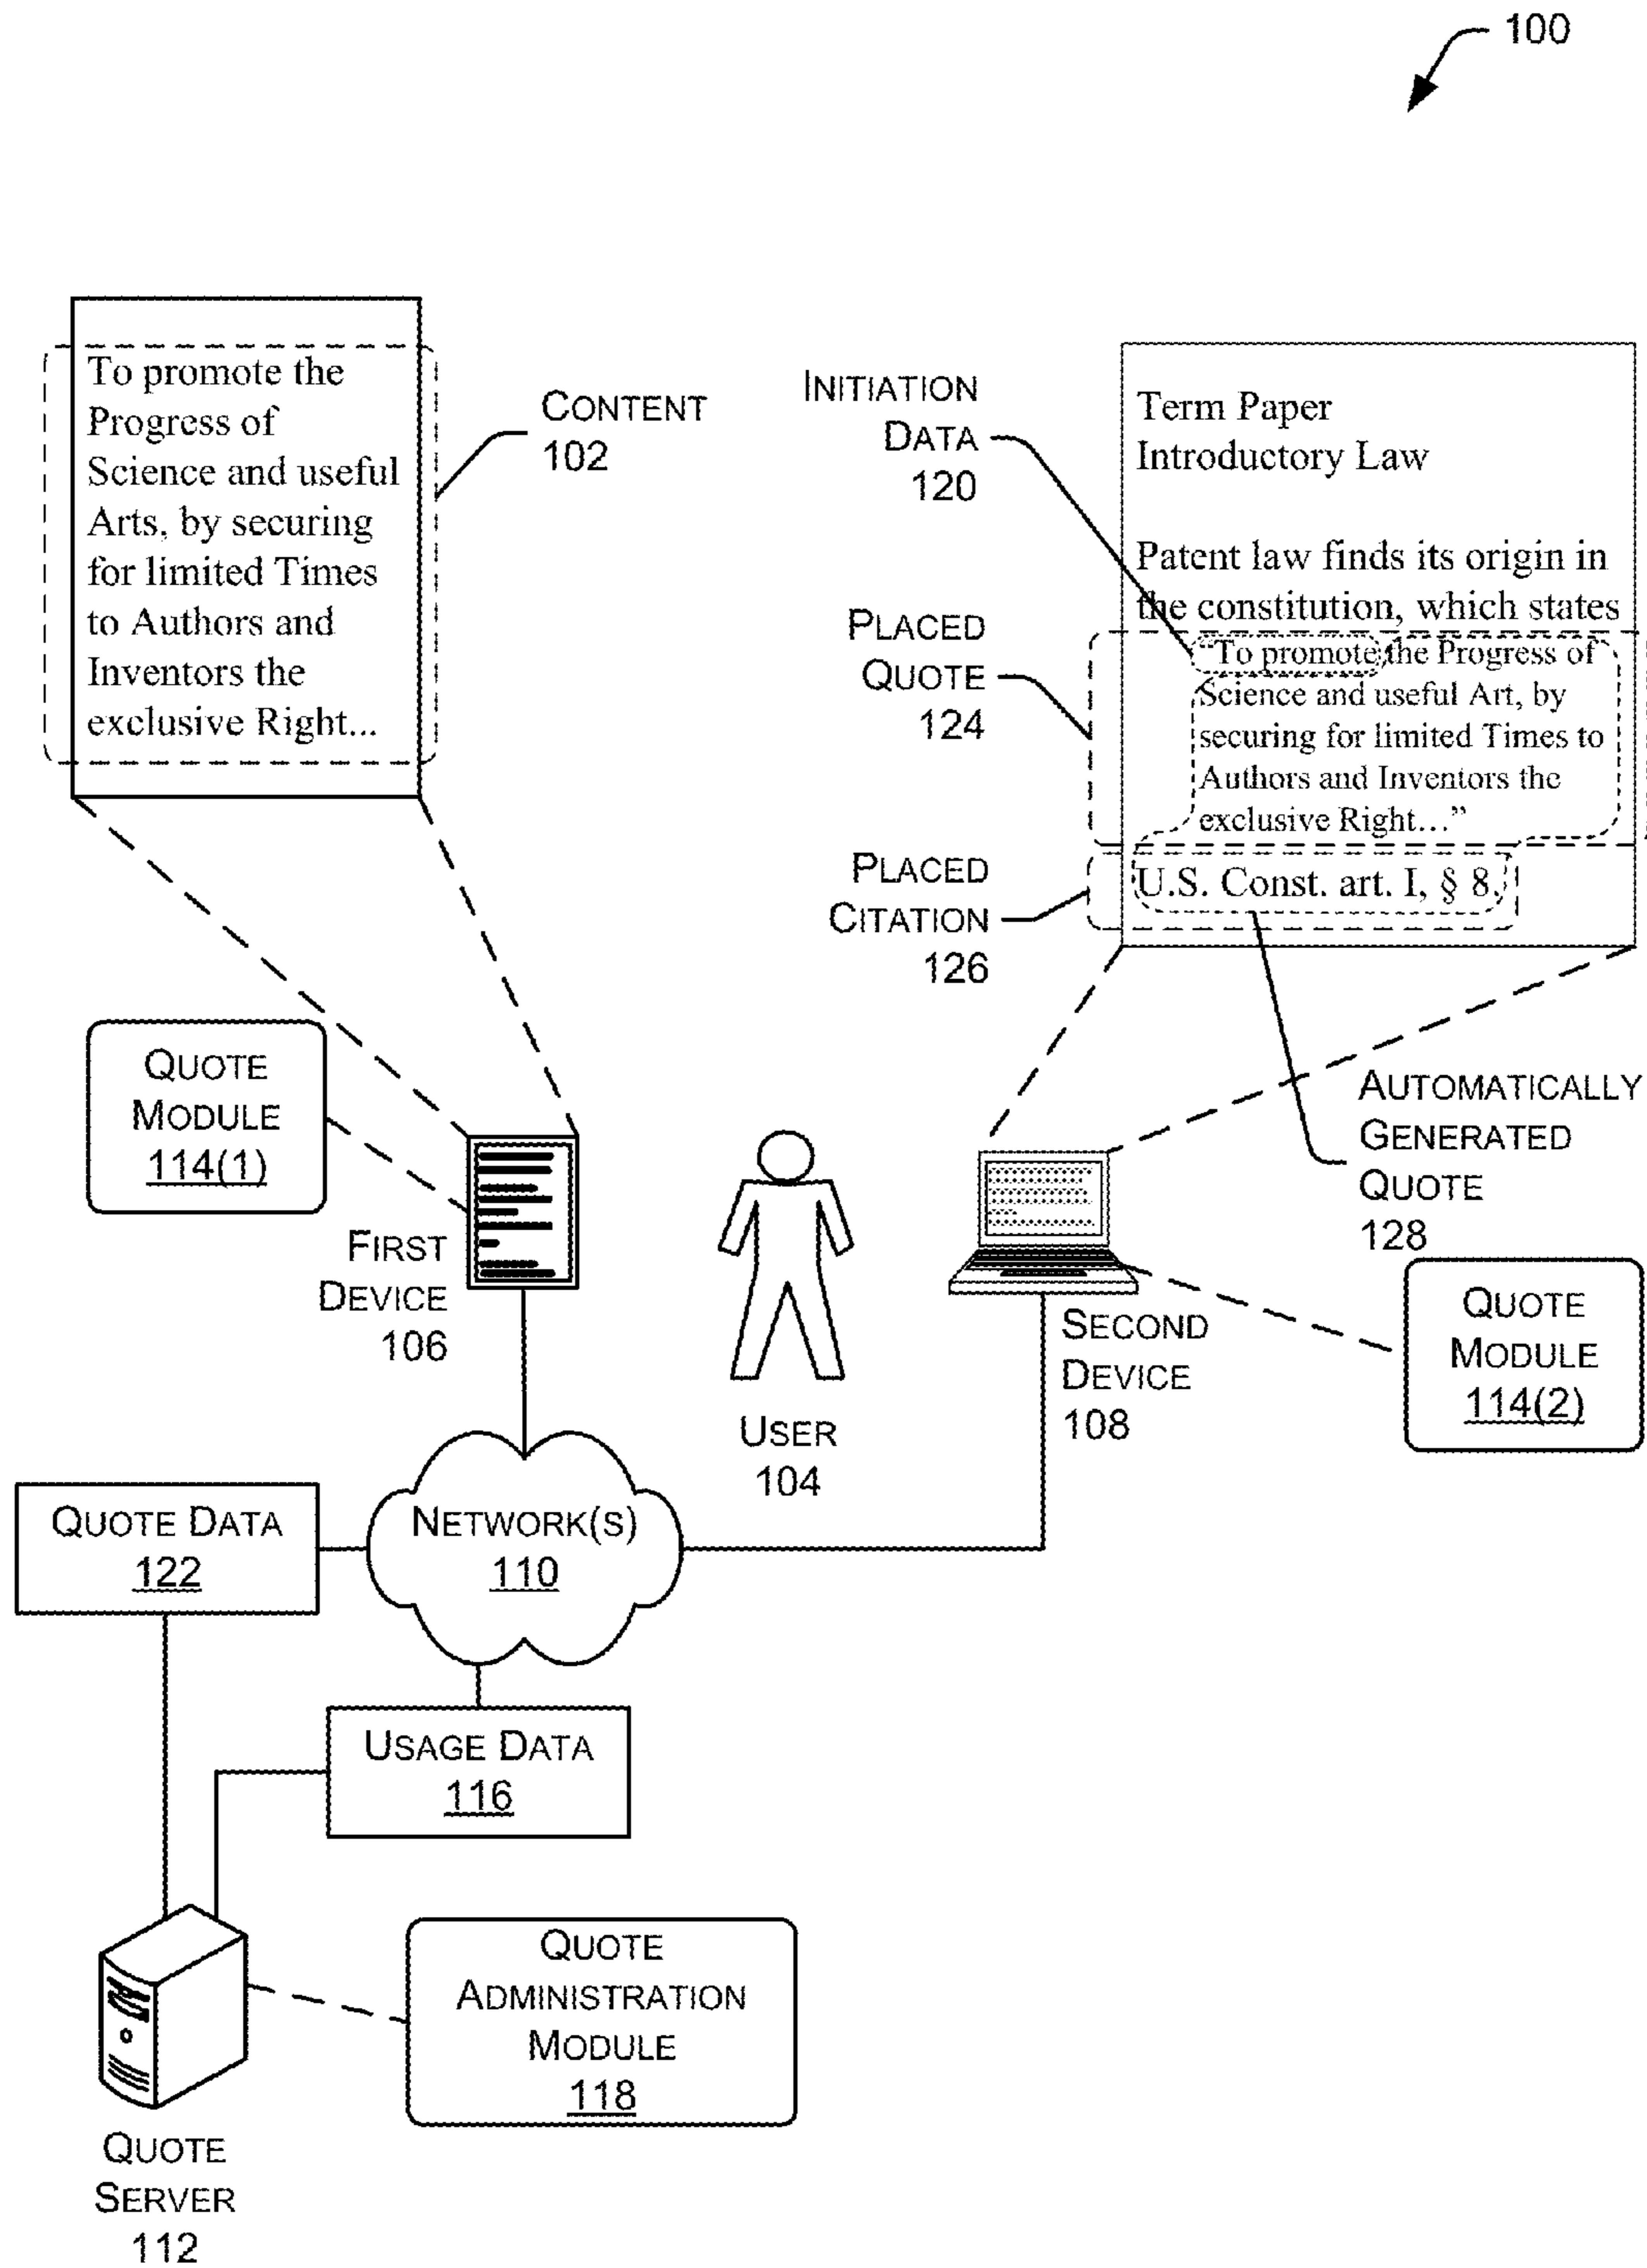 100
To promote the
Progress of
Science and useful
Arts, by securing
for limited Times
to Authors and
Inventors the
exclusive Right...
CONTENT
102
INITIATION
DATA
120
PLACED
QUOTE
124
PLACED
CITATION
126
Term Paper
Introductory Law
Patent law finds its origin in
the constitution, which states
“To promote the Progress of
Science and useful Art, by
securing for limited Times to
Authors and Inventors the
exclusive Right...”
U.S. Const. art. I, § 8.
AUTOMATICALLY
GENERATED
QUOTE
128
QUOTE
MODULE
114(1)
FIRST
DEVICE
106
USER
104
SECOND
DEVICE
108
QUOTE
MODULE
114(2)
QUOTE DATA
122
NETWORK(S)
110
USAGE DATA
116
QUOTE
ADMINISTRATION
MODULE
118
QUOTE
SERVER
112